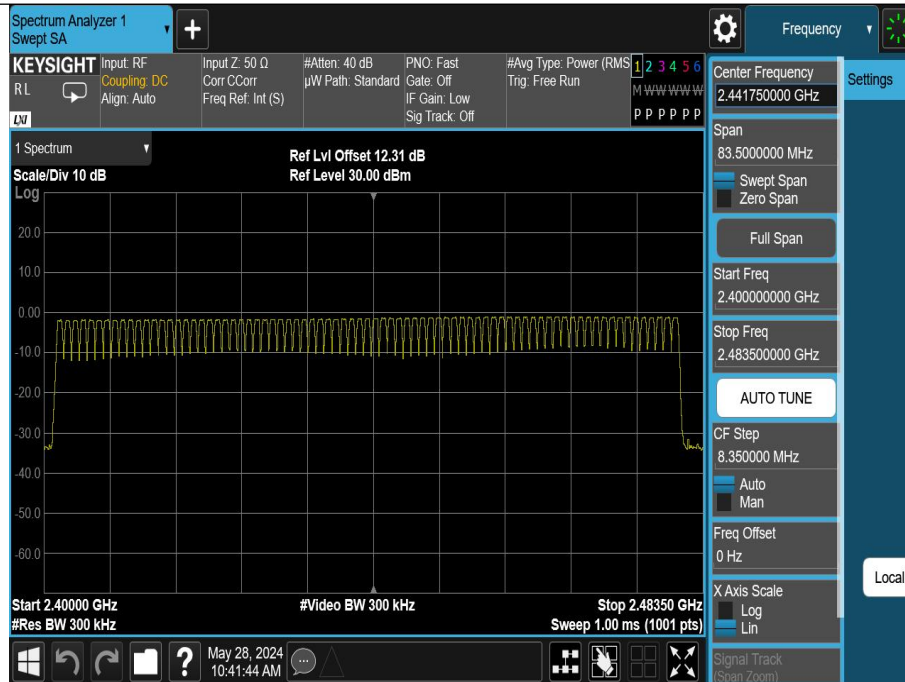 Spectrum Analyzer 1
Swept SA
+
Frequency
KEYSIGHT
R L
LXI
Input: RF
Coupling: DC
Align: Auto
Input Z: 50 Ω
Corr CCorr
Freq Ref: Int (S)
#Atten: 40 dB
µW Path: Standard
PNO: Fast
Gate: Off
IF Gain: Low
Sig Track: Off
#Avg Type: Power (RMS
Trig: Free Run
1 2 3 4 5 6
M W W W W W
P P P P P P
1 Spectrum
Scale/Div 10 dB
Log
Ref Lvl Offset 12.31 dB
Ref Level 30.00 dBm
20.0
10.0
0.00
-10.0
-20.0
-30.0
-40.0
-50.0
-60.0
Start 2.40000 GHz
#Res BW 300 kHz
#Video BW 300 kHz
Stop 2.48350 GHz
Sweep 1.00 ms (1001 pts)
Center Frequency
2.441750000 GHz
Settings
Span
83.5000000 MHz
Swept Span
Zero Span
Full Span
Start Freq
2.400000000 GHz
Stop Freq
2.483500000 GHz
AUTO TUNE
CF Step
8.350000 MHz
Auto
Man
Freq Offset
0 Hz
X Axis Scale
Log
Lin
Local
Signal Track
(Span Zoom)
?
May 28, 2024
10:41:44 AM